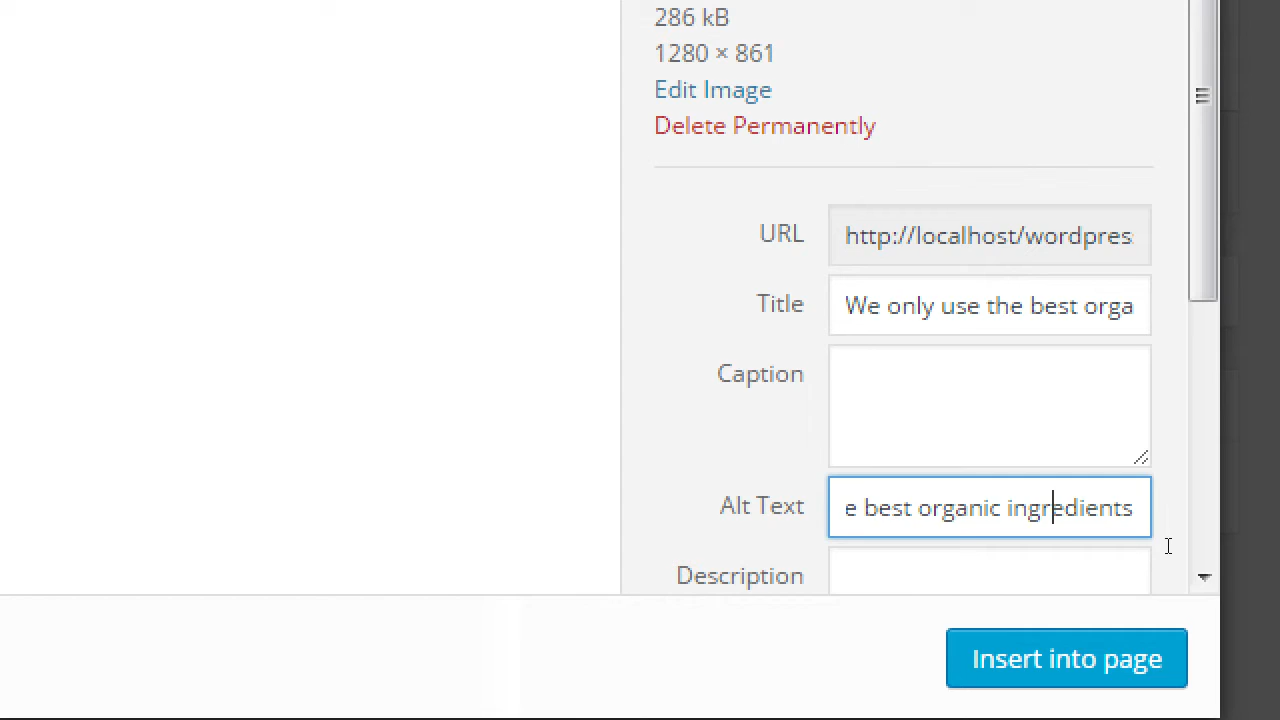 286 kB
1280 × 861
Edit Image
Delete Permanently
URL http://localhost/wordpres
Title We only use the best orga
Caption
Alt Text e best organic ingredients
Description
Insert into page